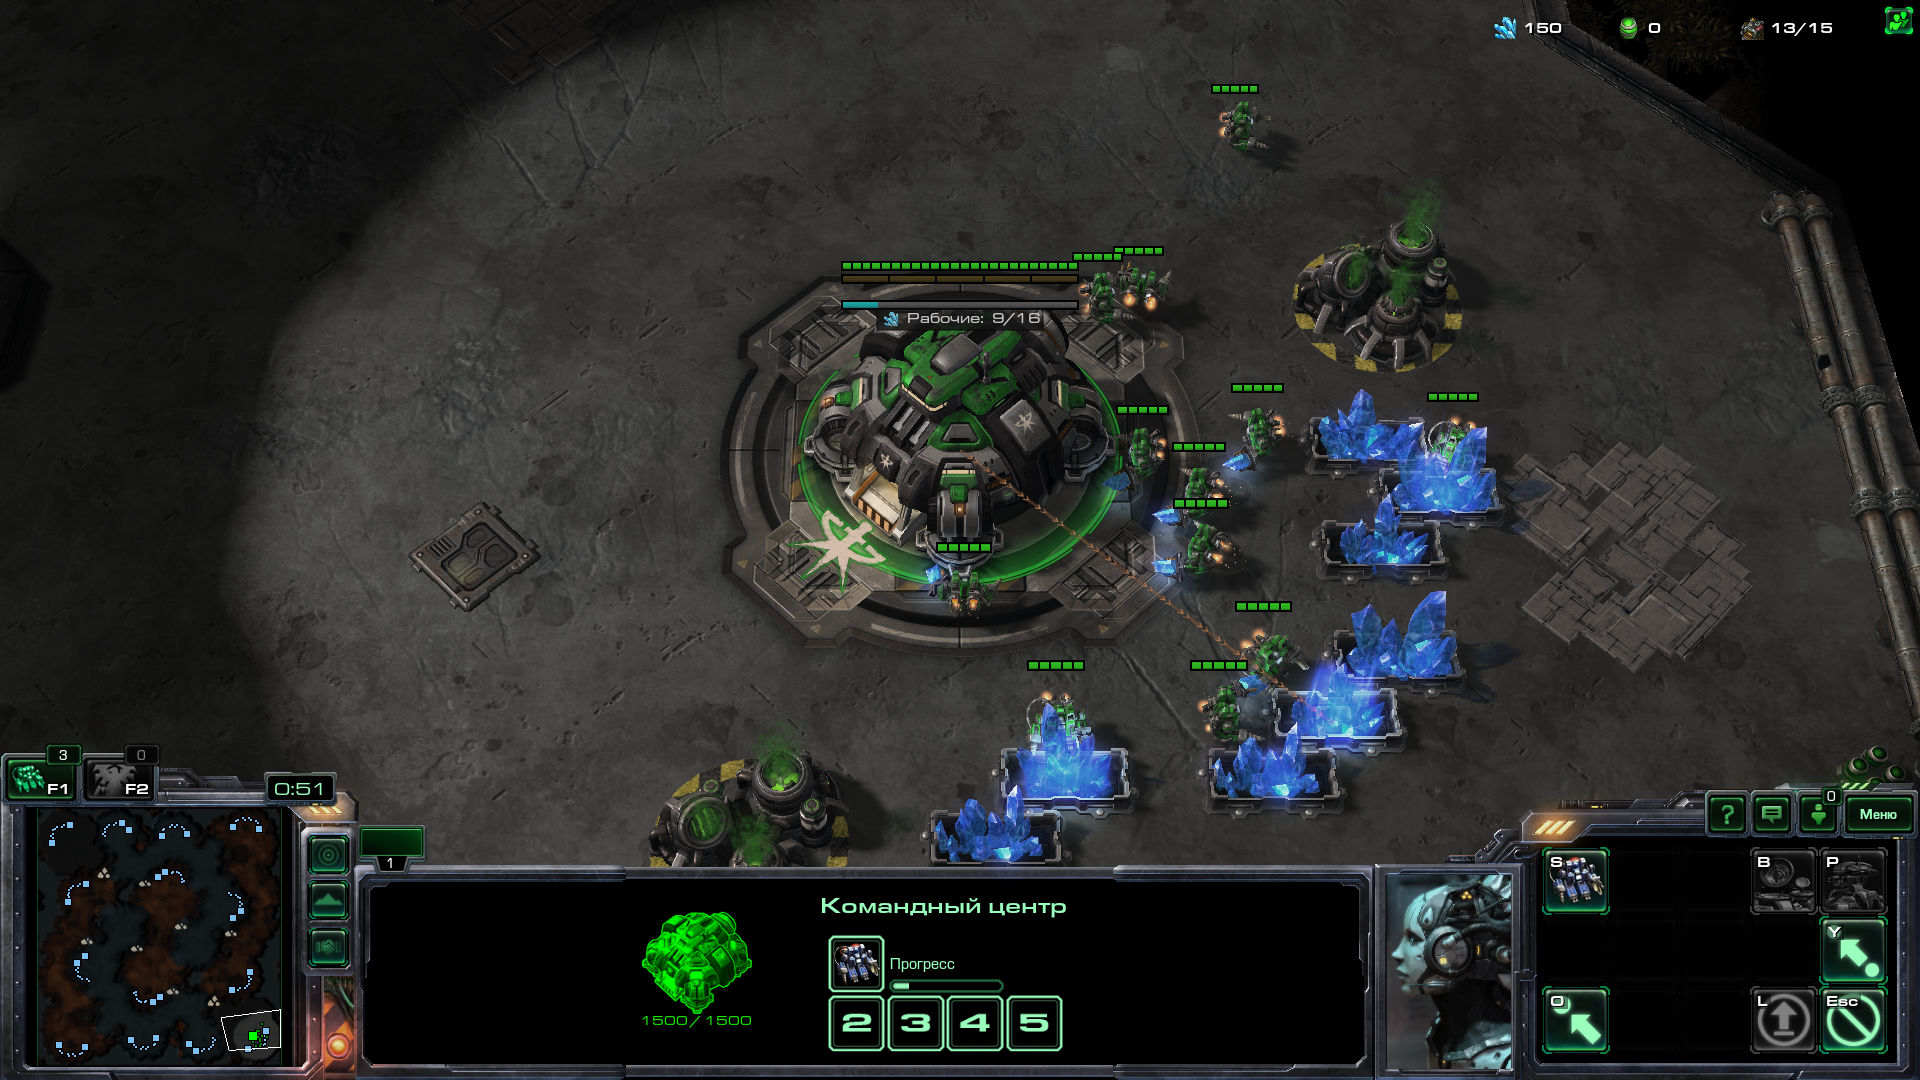 150
0
13/15
Рабочие: 9/16
3
0
F1
F2
0:51
1
Командный центр
Прогресс
1500/1500
2 3 4 5
?
0
Меню
S
B
P
Y
O
L
Esc